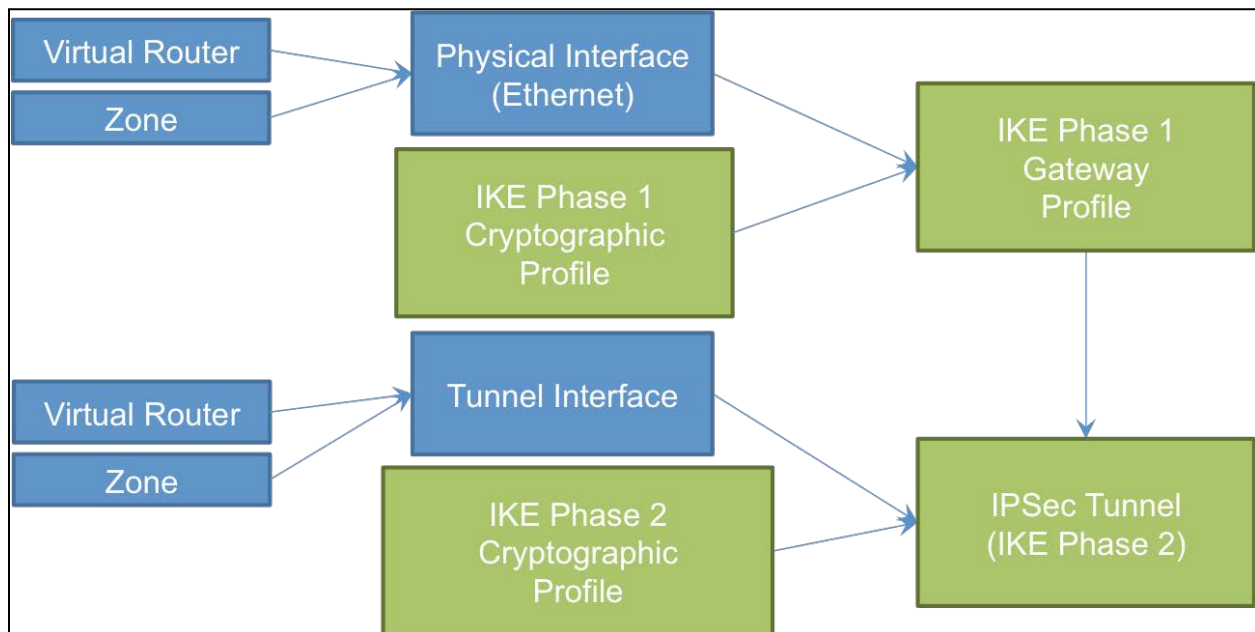 Virtual Router
Zone
Physical Interface
(Ethernet)
IKE Phase 1
Cryptographic
Profile
IKE Phase 1
Gateway
Profile
Virtual Router
Zone
Tunnel Interface
IKE Phase 2
Cryptographic
Profile
IPSec Tunnel
(IKE Phase 2)